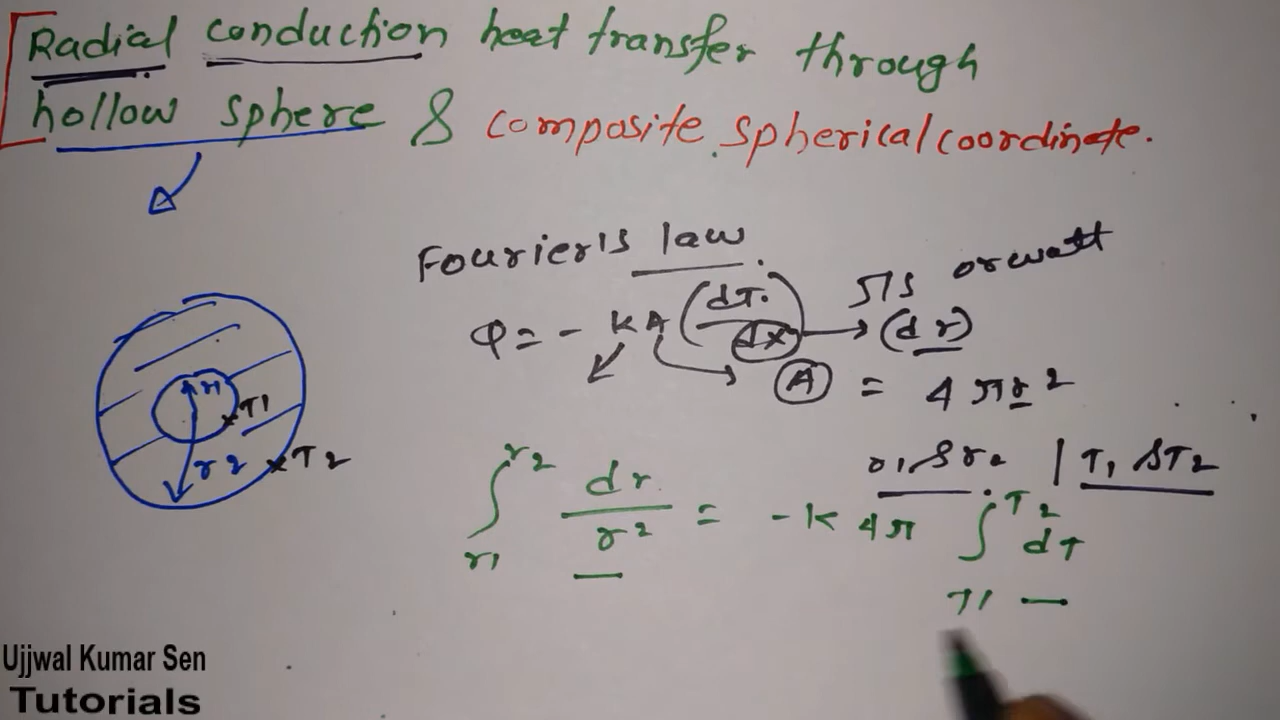 Radial conduction heat transfer through
hollow sphere & composite spherical coordinate.
Fourier's law
J/s or watt
Q = - KA (dT/dx) → (dr)
A = 4πr²
r1
T1
r2
T2
r1 & r2 | T1 & T2
∫r1^r2 dr/r² = -K 4π ∫T1^T2 dT
Ujjwal Kumar Sen
Tutorials